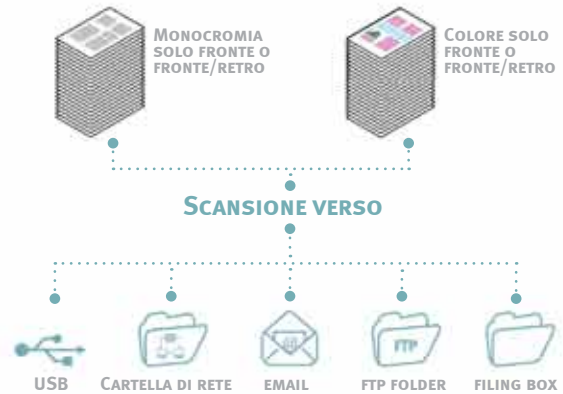 Monocromia
solo fronte o
fronte/retro
Colore solo
fronte o
fronte/retro
Scansione verso
FTP
USB
Cartella di rete
email
ftp folder
filing box